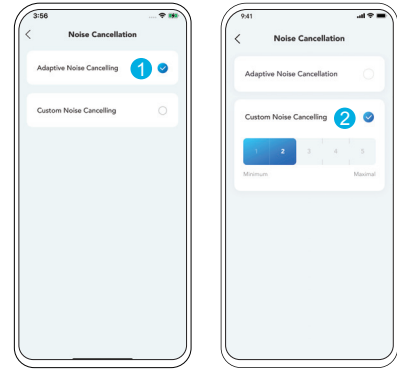 3:56
Noise Cancellation
Adaptive Noise Cancelling 1
Custom Noise Cancelling
9:41
Noise Cancellation
Adaptive Noise Cancellation
Custom Noise Cancelling 2
1 2 3 4 5
Minimum Maximal